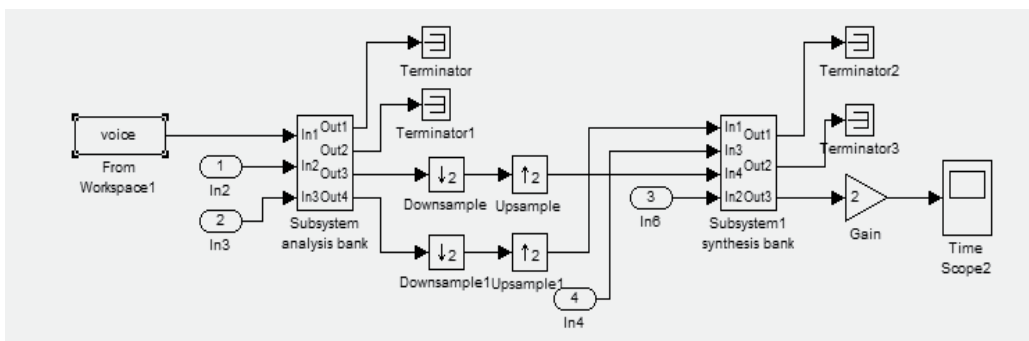 voice
From
Workspace1
1
In2
2
In3
In1
In2
In3
Out1
Out2
Out3
Out4
Subsystem
analysis bank
Terminator
Terminator1
↓2
Downsample
↑2
Upsample
↓2
Downsample1
↑2
Upsample1
4
In4
3
In6
In1
In3
In4
In2
Out1
Out2
Out3
Subsystem1
synthesis bank
Terminator2
Terminator3
2
Gain
Time
Scope2